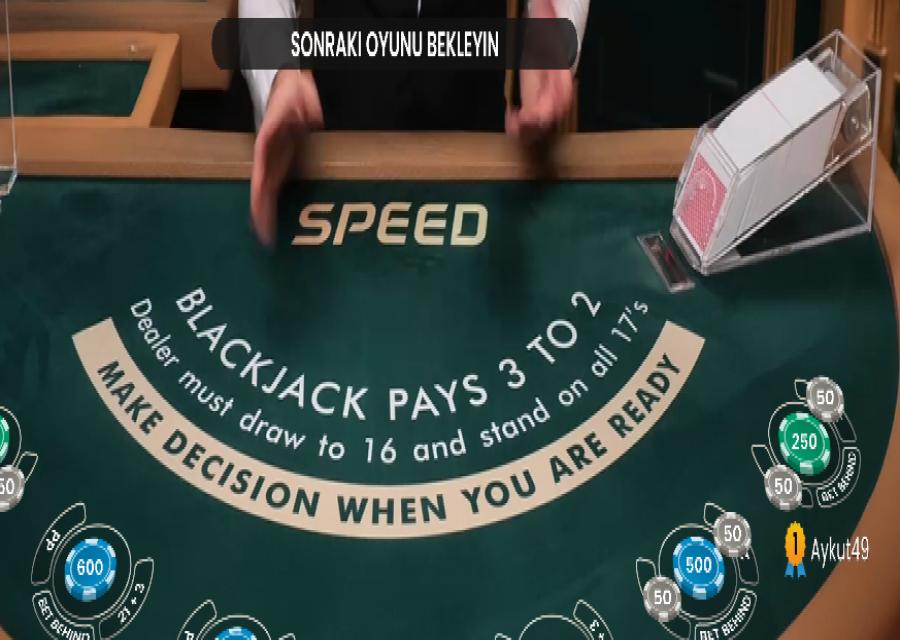 SONRAKI OYUNU BEKLEYIN
SPEED
BLACKJACK PAYS 3 TO 2
Dealer must draw to 16 and stand on all 17's
MAKE DECISION WHEN YOU ARE READY
50
250
50
BET BEHIND
50
1 Aykut49
PP
600
21 + 3
BET BEHIND
50
500
50
BET BEHIND